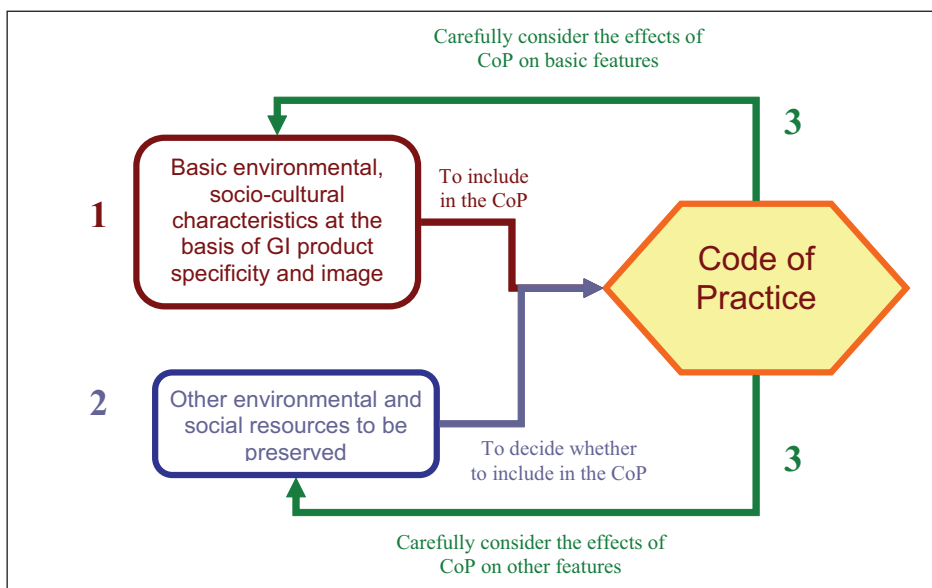 Carefully consider the effects of
CoP on basic features
3
1
Basic environmental,
socio-cultural
characteristics at the
basis of GI product
specificity and image
To include
in the CoP
Code of
Practice
2
Other environmental and
social resources to be
preserved
To decide whether
to include in the CoP
3
Carefully consider the effects of
CoP on other features